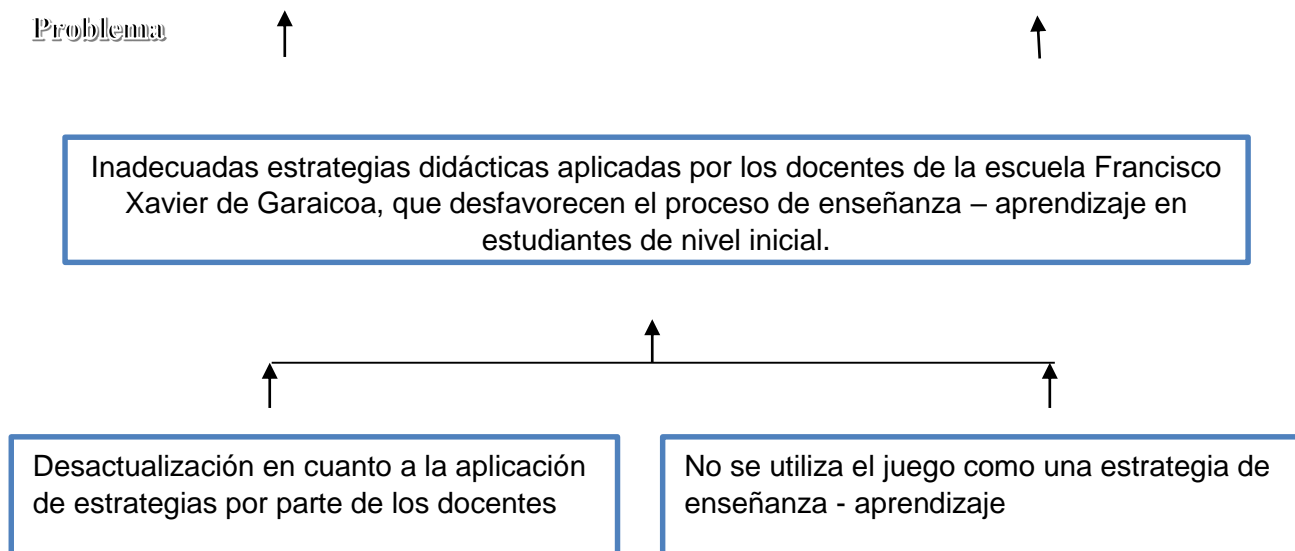 Problema
Inadecuadas estrategias didácticas aplicadas por los docentes de la escuela Francisco
Xavier de Garaicoa, que desfavorecen el proceso de enseñanza – aprendizaje en
estudiantes de nivel inicial.
Desactualización en cuanto a la aplicación
de estrategias por parte de los docentes
No se utiliza el juego como una estrategia de
enseñanza - aprendizaje